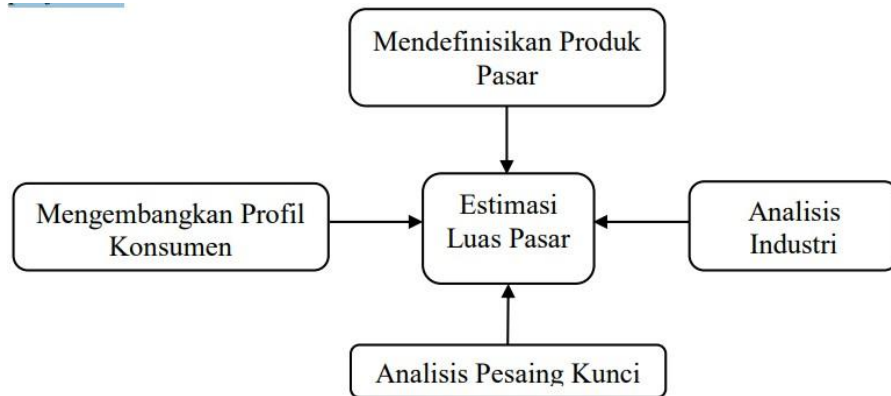 Mendefinisikan Produk
Pasar
Mengembangkan Profil
Konsumen
Estimasi
Luas Pasar
Analisis
Industri
Analisis Pesaing Kunci